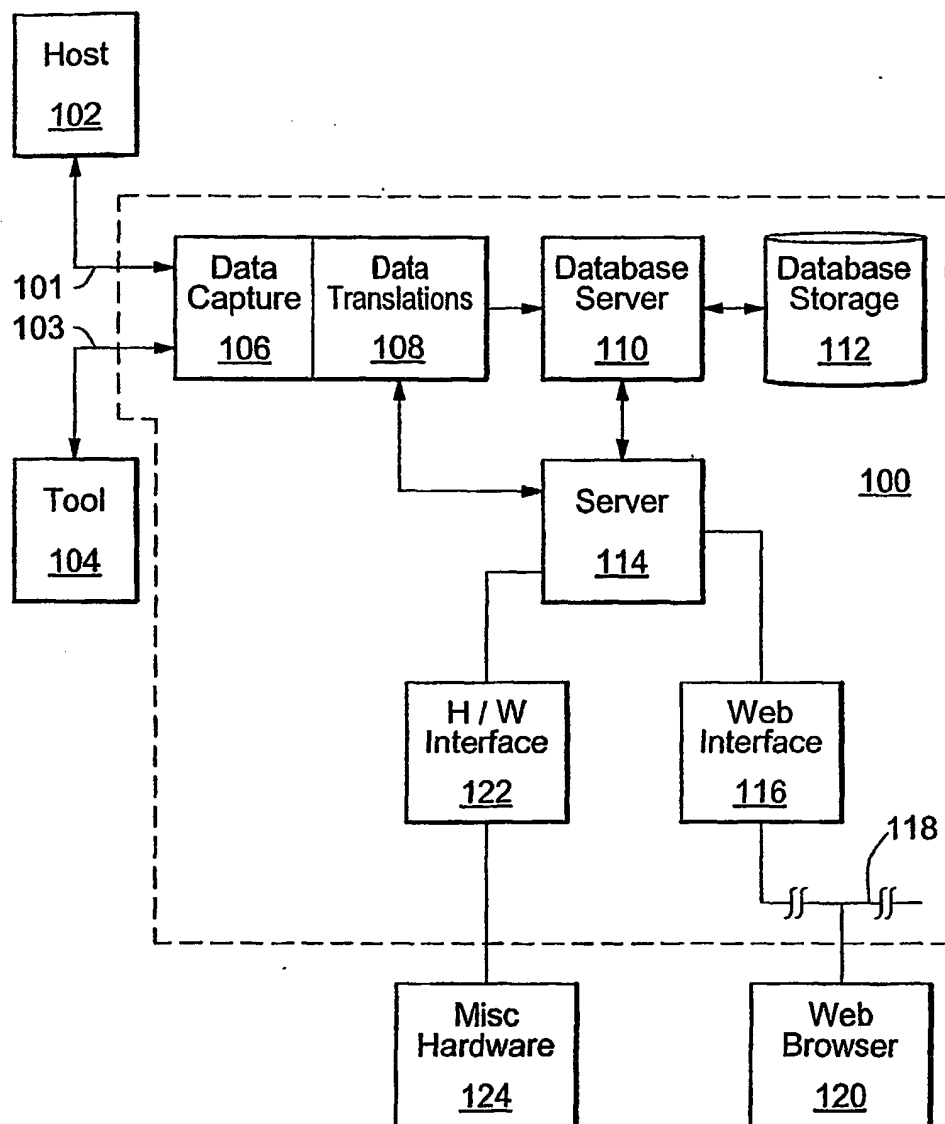 Host
102
101
103
Data
Capture
106
Data
Translations
108
Database
Server
110
Database
Storage
112
Tool
104
Server
114
100
H / W
Interface
122
Web
Interface
116
118
Misc
Hardware
124
Web
Browser
120